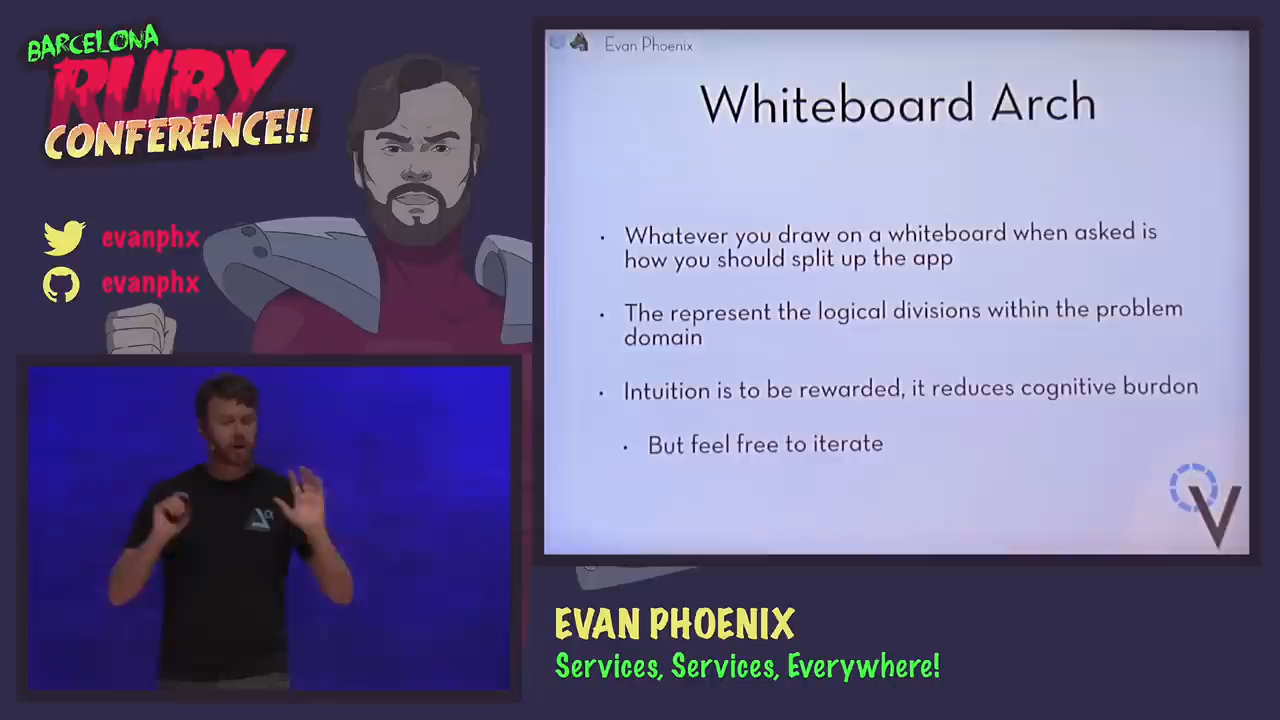 BARCELONA
RUBY
CONFERENCE!!
evanphx
evanphx
Evan Phoenix
Whiteboard Arch
· Whatever you draw on a whiteboard when asked is
how you should split up the app
· The represent the logical divisions within the problem
domain
· Intuition is to be rewarded, it reduces cognitive burdon
· But feel free to iterate
V
EVAN PHOENIX
Services, Services, Everywhere!